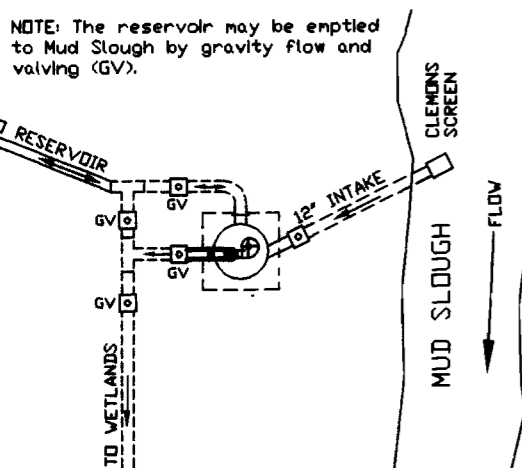 NOTE: The reservoir may be emptied
to Mud Slough by gravity flow and
valving (GV).
CLEMONS
SCREEN
O RESERVOIR
12" INTAKE
FLOW
GV
GV
GV
GV
MUD SLOUGH
TO WETLANDS